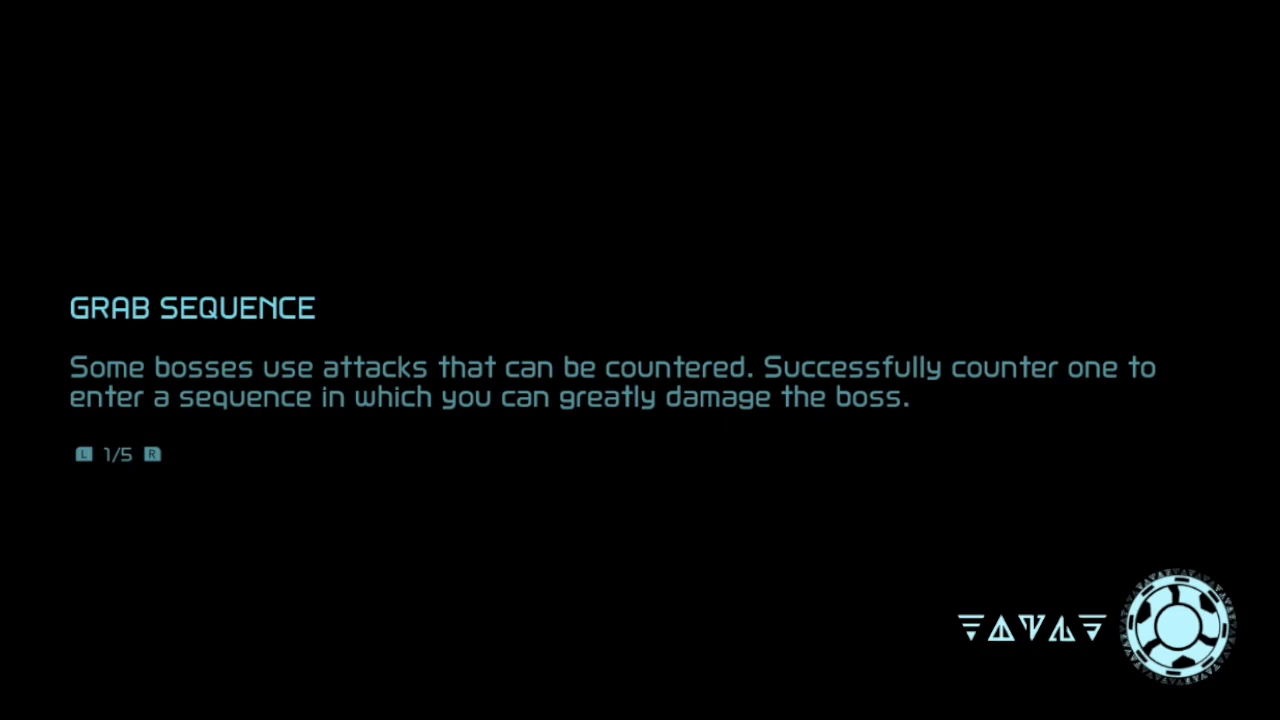 GRAB SEQUENCE
Some bosses use attacks that can be countered. Successfully counter one to
enter a sequence in which you can greatly damage the boss.
L 1/5 R